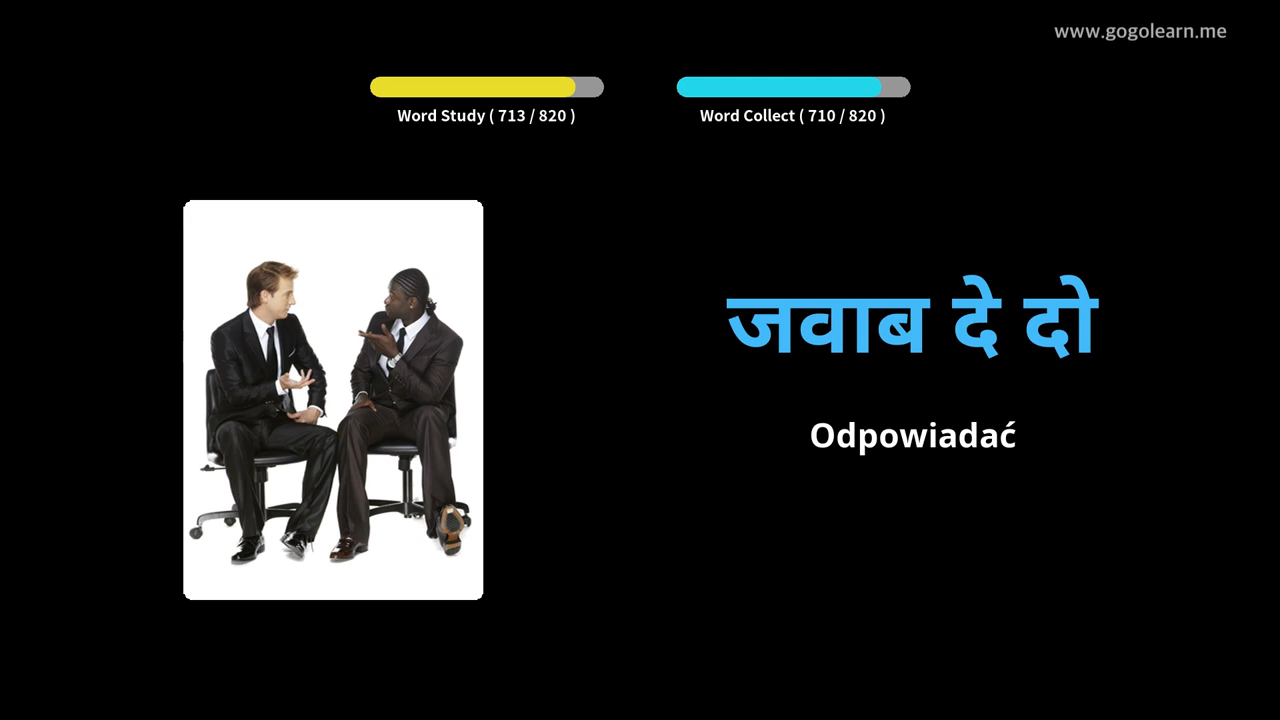 www.gogolearn.me
Word Study ( 713 / 820 )
Word Collect ( 710 / 820 )
जवाब दे दो
Odpowiadać